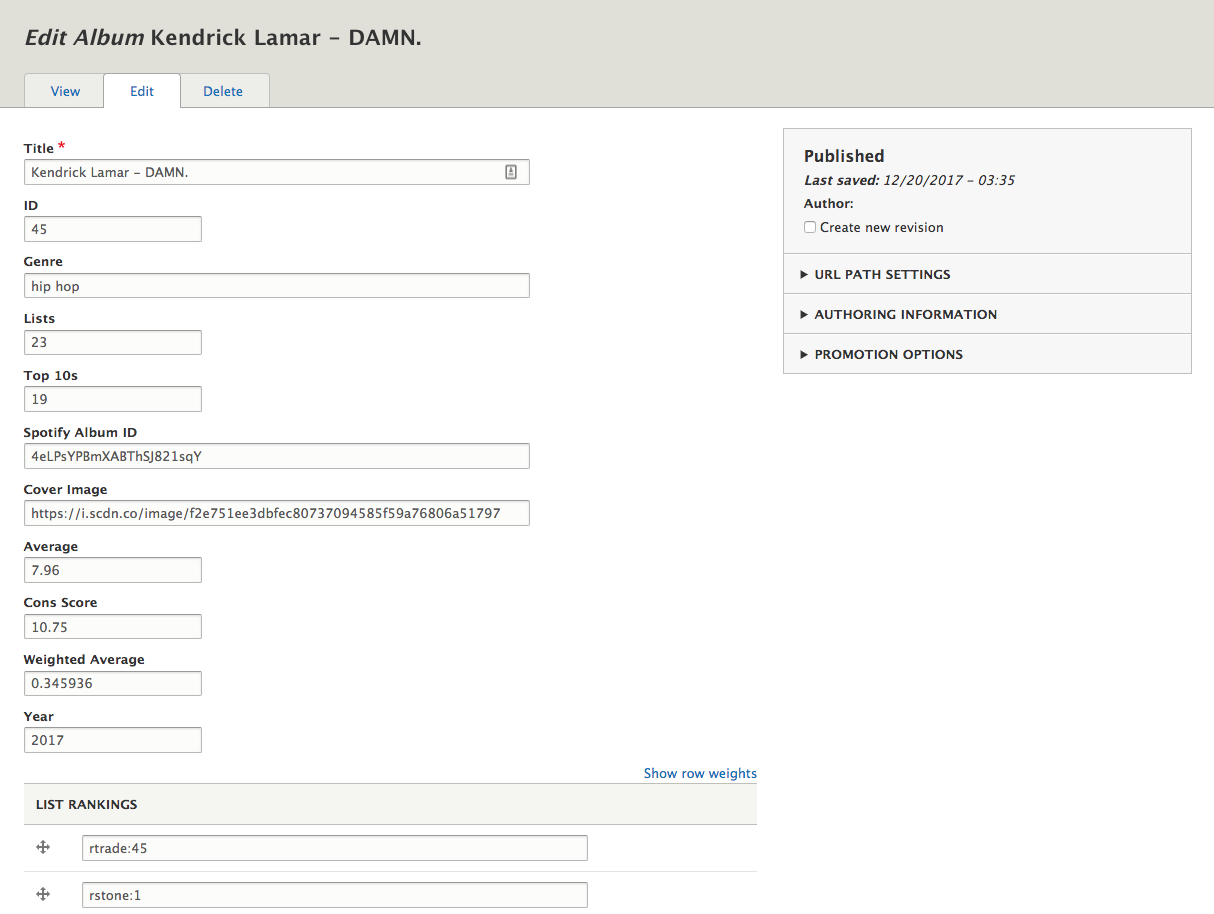 Edit Album Kendrick Lamar – DAMN.
View Edit Delete
Title *
Kendrick Lamar – DAMN.
ID
45
Genre
hip hop
Lists
23
Top 10s
19
Spotify Album ID
4eLPsYPBmXABThSJ821sqY
Cover Image
https://i.scdn.co/image/f2e751ee3dbfec80737094585f59a76806a51797
Average
7.96
Cons Score
10.75
Weighted Average
0.345936
Year
2017
Show row weights
LIST RANKINGS
rtrade:45
rstone:1
Published
Last saved: 12/20/2017 – 03:35
Author:
Create new revision
URL PATH SETTINGS
AUTHORING INFORMATION
PROMOTION OPTIONS